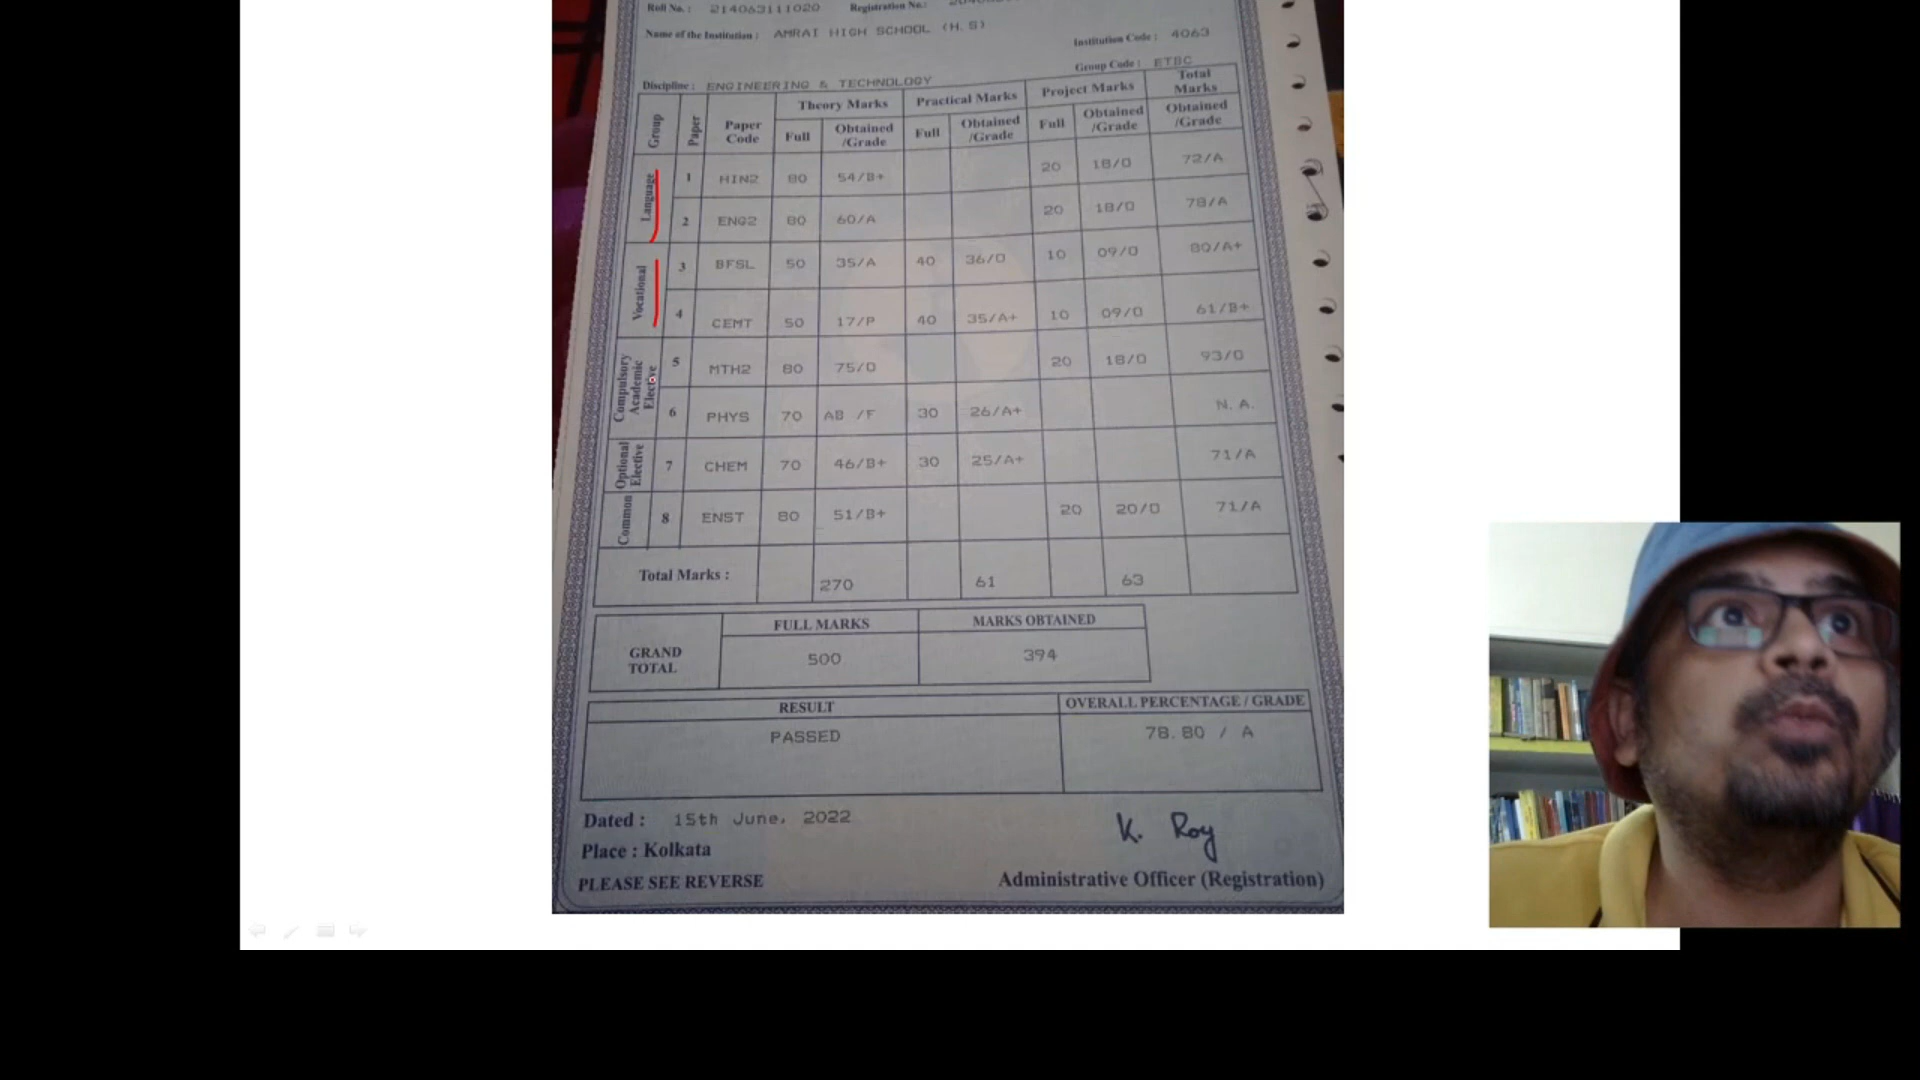 Roll No. : 214063111020 Registration No.:
Name of the Institution : AMRAI HIGH SCHOOL (H.S)
Institution Code : 4063
Group Code : ETBC
Discipline : ENGINEERING & TECHNOLOGY
Group Paper Paper Code Theory Marks Practical Marks Project Marks Total Marks Obtained /Grade
Full Obtained /Grade Full Obtained /Grade Full Obtained /Grade
Language 1 HIN2 80 54/B+ 20 18/O 72/A
2 ENG2 80 60/A 20 18/O 78/A
Vocational 3 BFSL 50 35/A 40 36/O 10 09/O 80/A+
4 CEMT 50 17/P 40 35/A+ 10 09/O 61/B+
Compulsory Academic Elective 5 MTH2 80 75/O 20 18/O 93/O
6 PHYS 70 AB /F 30 26/A+ N.A.
Optional Elective 7 CHEM 70 46/B+ 30 25/A+ 71/A
Common 8 ENST 80 51/B+ 20 20/O 71/A
Total Marks : 270 61 63
GRAND TOTAL FULL MARKS MARKS OBTAINED
500 394
RESULT OVERALL PERCENTAGE / GRADE
PASSED 78.80 / A
Dated : 15th June, 2022
Place : Kolkata
K. Roy
PLEASE SEE REVERSE Administrative Officer (Registration)